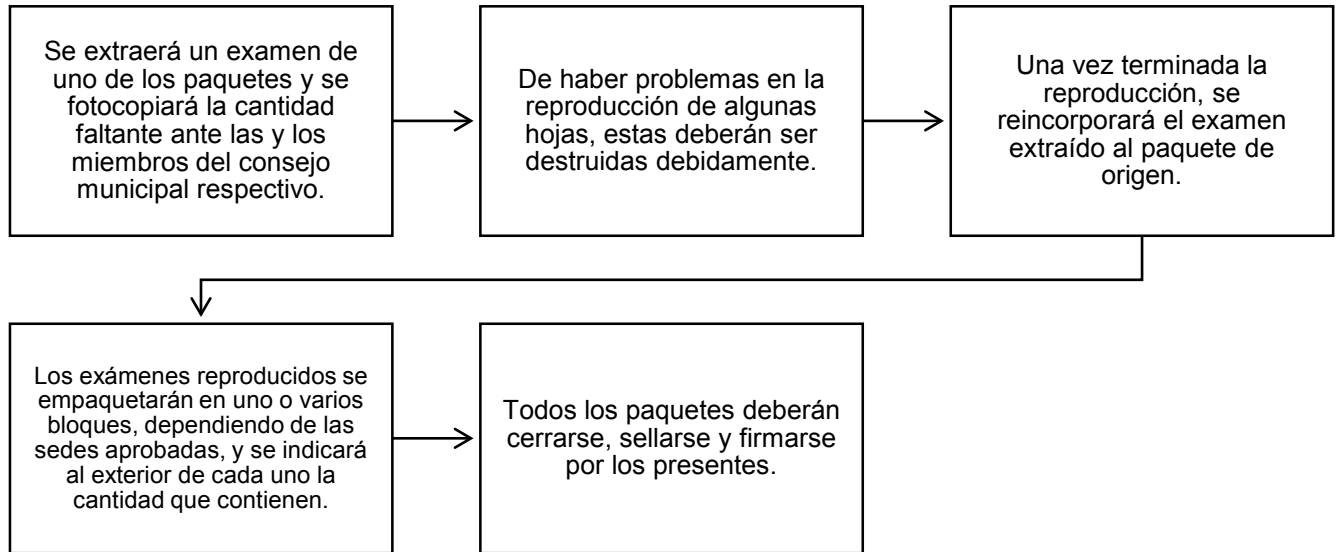 Se extraerá un examen de
uno de los paquetes y se
fotocopiará la cantidad
faltante ante las y los
miembros del consejo
municipal respectivo.
De haber problemas en la
reproducción de algunas
hojas, estas deberán ser
destruidas debidamente.
Una vez terminada la
reproducción, se
reincorporará el examen
extraído al paquete de
origen.
Los exámenes reproducidos se
empaquetarán en uno o varios
bloques, dependiendo de las
sedes aprobadas, y se indicará
al exterior de cada uno la
cantidad que contienen.
Todos los paquetes deberán
cerrarse, sellarse y firmarse
por los presentes.